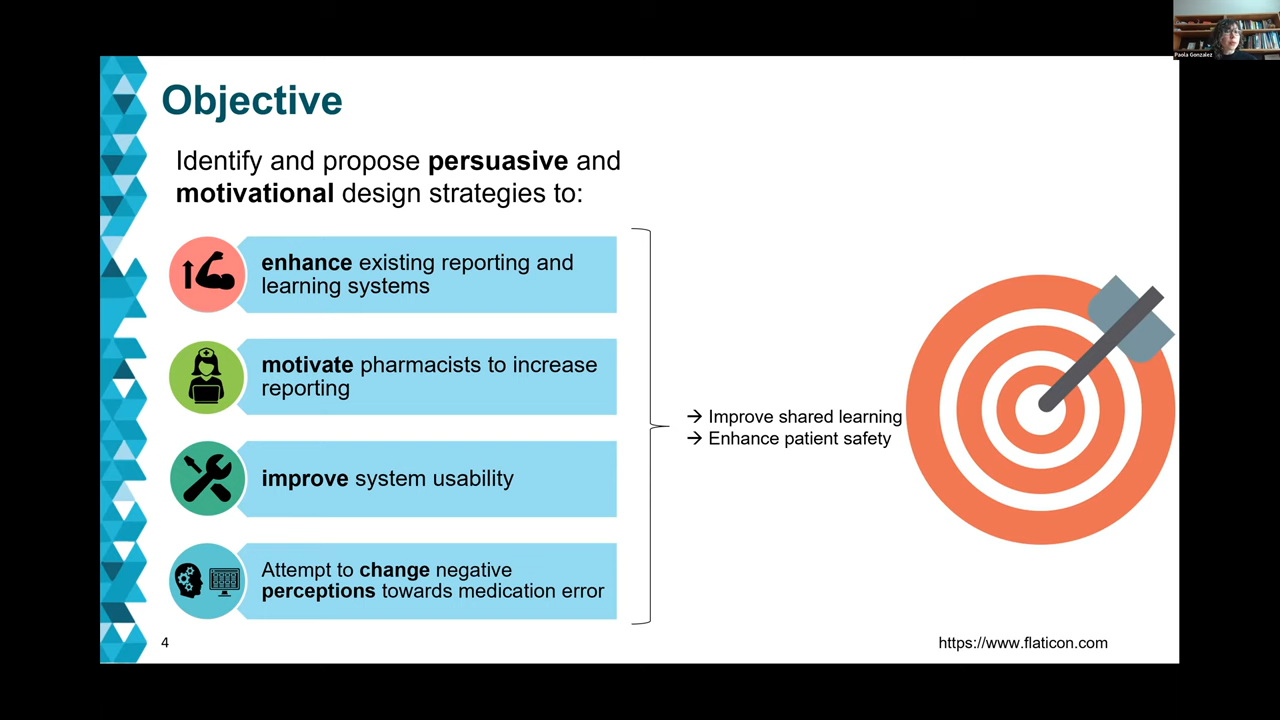 Paola Gonzalez
Objective
Identify and propose persuasive and
motivational design strategies to:
enhance existing reporting and
learning systems
motivate pharmacists to increase
reporting
improve system usability
Attempt to change negative
perceptions towards medication error
→ Improve shared learning
→ Enhance patient safety
4
https://www.flaticon.com